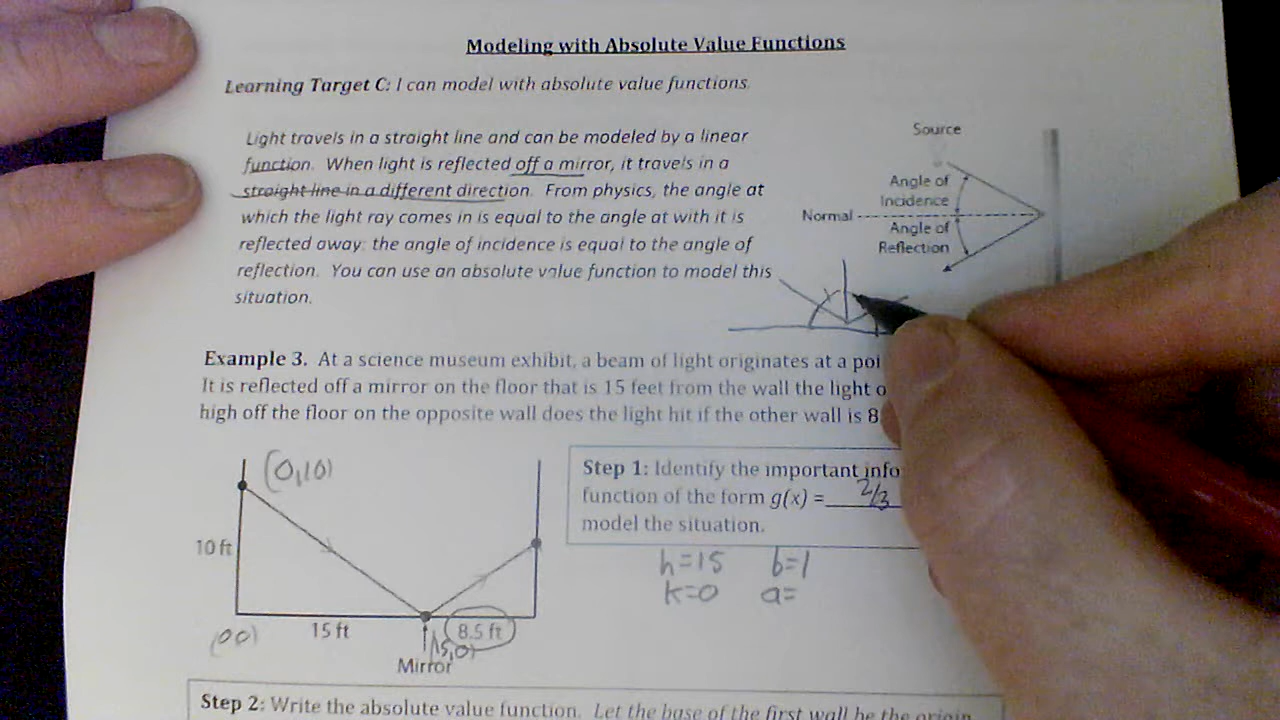 Modeling with Absolute Value Functions
Learning Target C: I can model with absolute value functions.
Light travels in a straight line and can be modeled by a linear
function. When light is reflected off a mirror, it travels in a
straight line in a different direction. From physics, the angle at
which the light ray comes in is equal to the angle at with it is
reflected away: the angle of incidence is equal to the angle of
reflection. You can use an absolute value function to model this
situation.
Source
Angle of
Incidence
Normal
Angle of
Reflection
Example 3. At a science museum exhibit, a beam of light originates at a poi
It is reflected off a mirror on the floor that is 15 feet from the wall the light o
high off the floor on the opposite wall does the light hit if the other wall is 8
(0,10)
10 ft
(0 0)
15 ft
8.5 ft
(15,0)
Mirror
Step 1: Identify the important info
function of the form g(x) = 2/3
model the situation.
h=15 b=1
k=0 a=
Step 2: Write the absolute value function. Let the base of the first wall be the origin